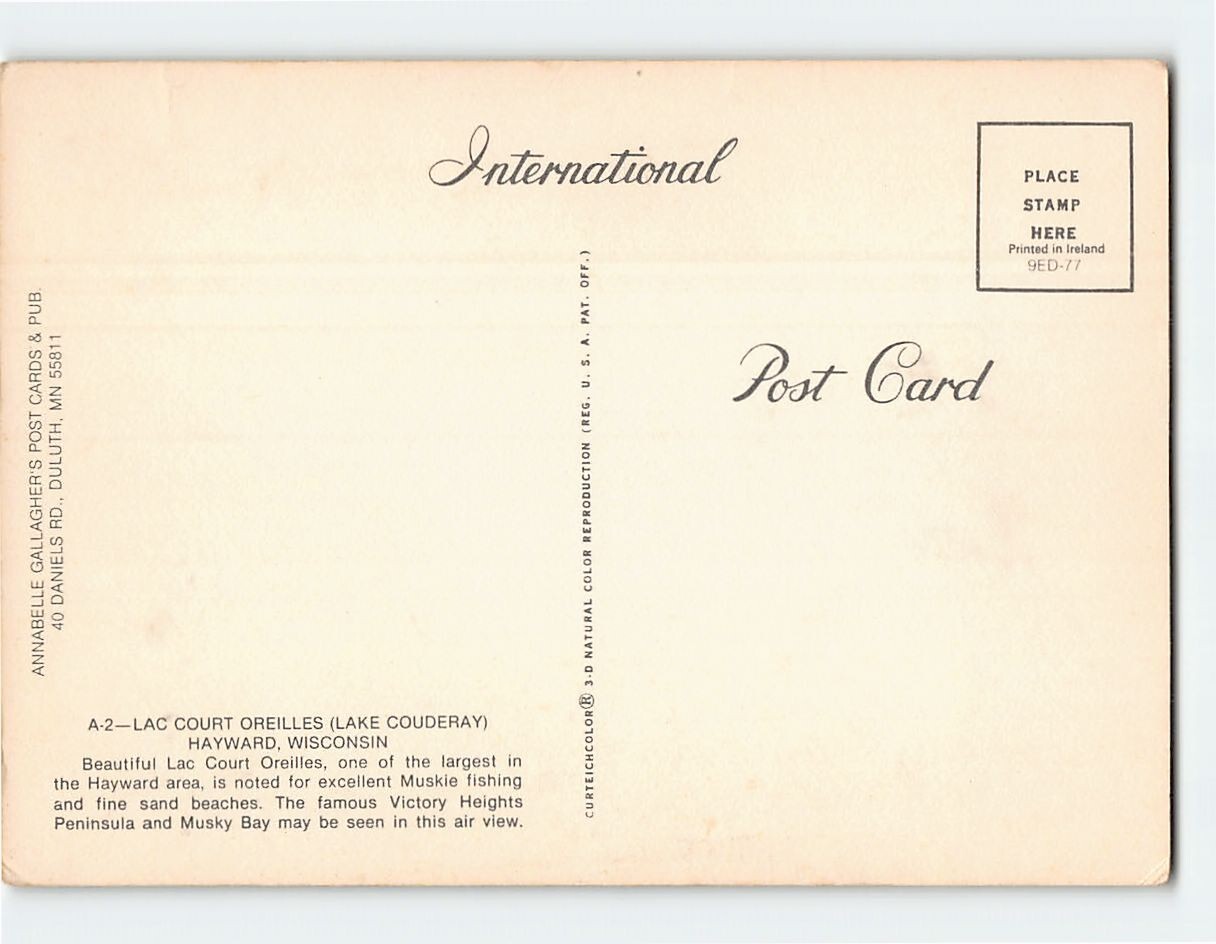 International
PLACE
STAMP
HERE
Printed in Ireland
9ED-77
Post Card
ANNABELLE GALLAGHER'S POST CARDS & PUB.
40 DANIELS RD., DULUTH, MN 55811
CURTEICHCOLOR® 3-D NATURAL COLOR REPRODUCTION (REG. U. S. A. PAT. OFF.)
A-2—LAC COURT OREILLES (LAKE COUDERAY)
HAYWARD, WISCONSIN
Beautiful Lac Court Oreilles, one of the largest in
the Hayward area, is noted for excellent Muskie fishing
and fine sand beaches. The famous Victory Heights
Peninsula and Musky Bay may be seen in this air view.